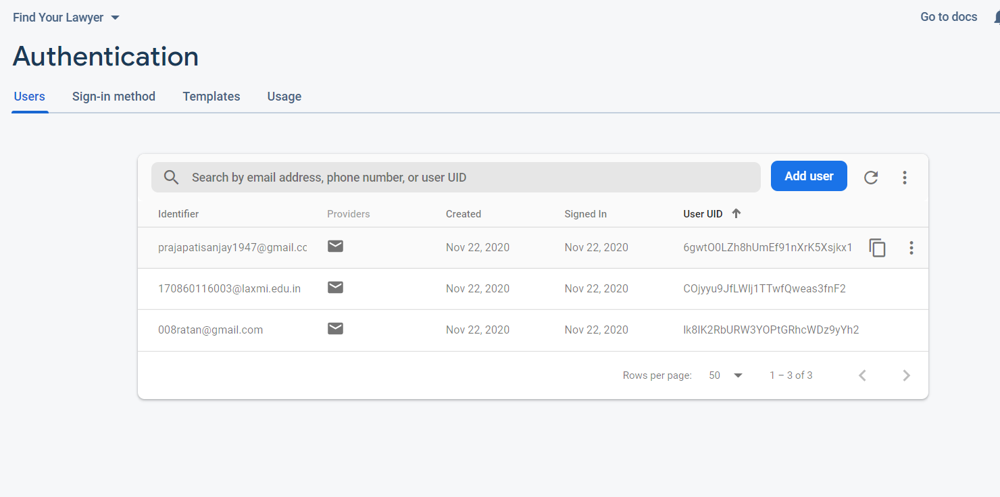 Find Your Lawyer Go to docs
Authentication
Users Sign-in method Templates Usage
Search by email address, phone number, or user UID Add user
Identifier Providers Created Signed In User UID
prajapatisanjay1947@gmail.cc Nov 22, 2020 Nov 22, 2020 6gwtO0LZh8hUmEf91nXrK5Xsjkx1
170860116003@laxmi.edu.in Nov 22, 2020 Nov 22, 2020 COjyyu9JfLWIj1TTwfQweas3fnF2
008ratan@gmail.com Nov 22, 2020 Nov 22, 2020 Ik8IK2RbURW3YOPtGRhcWDz9yYh2
Rows per page: 50 1 – 3 of 3